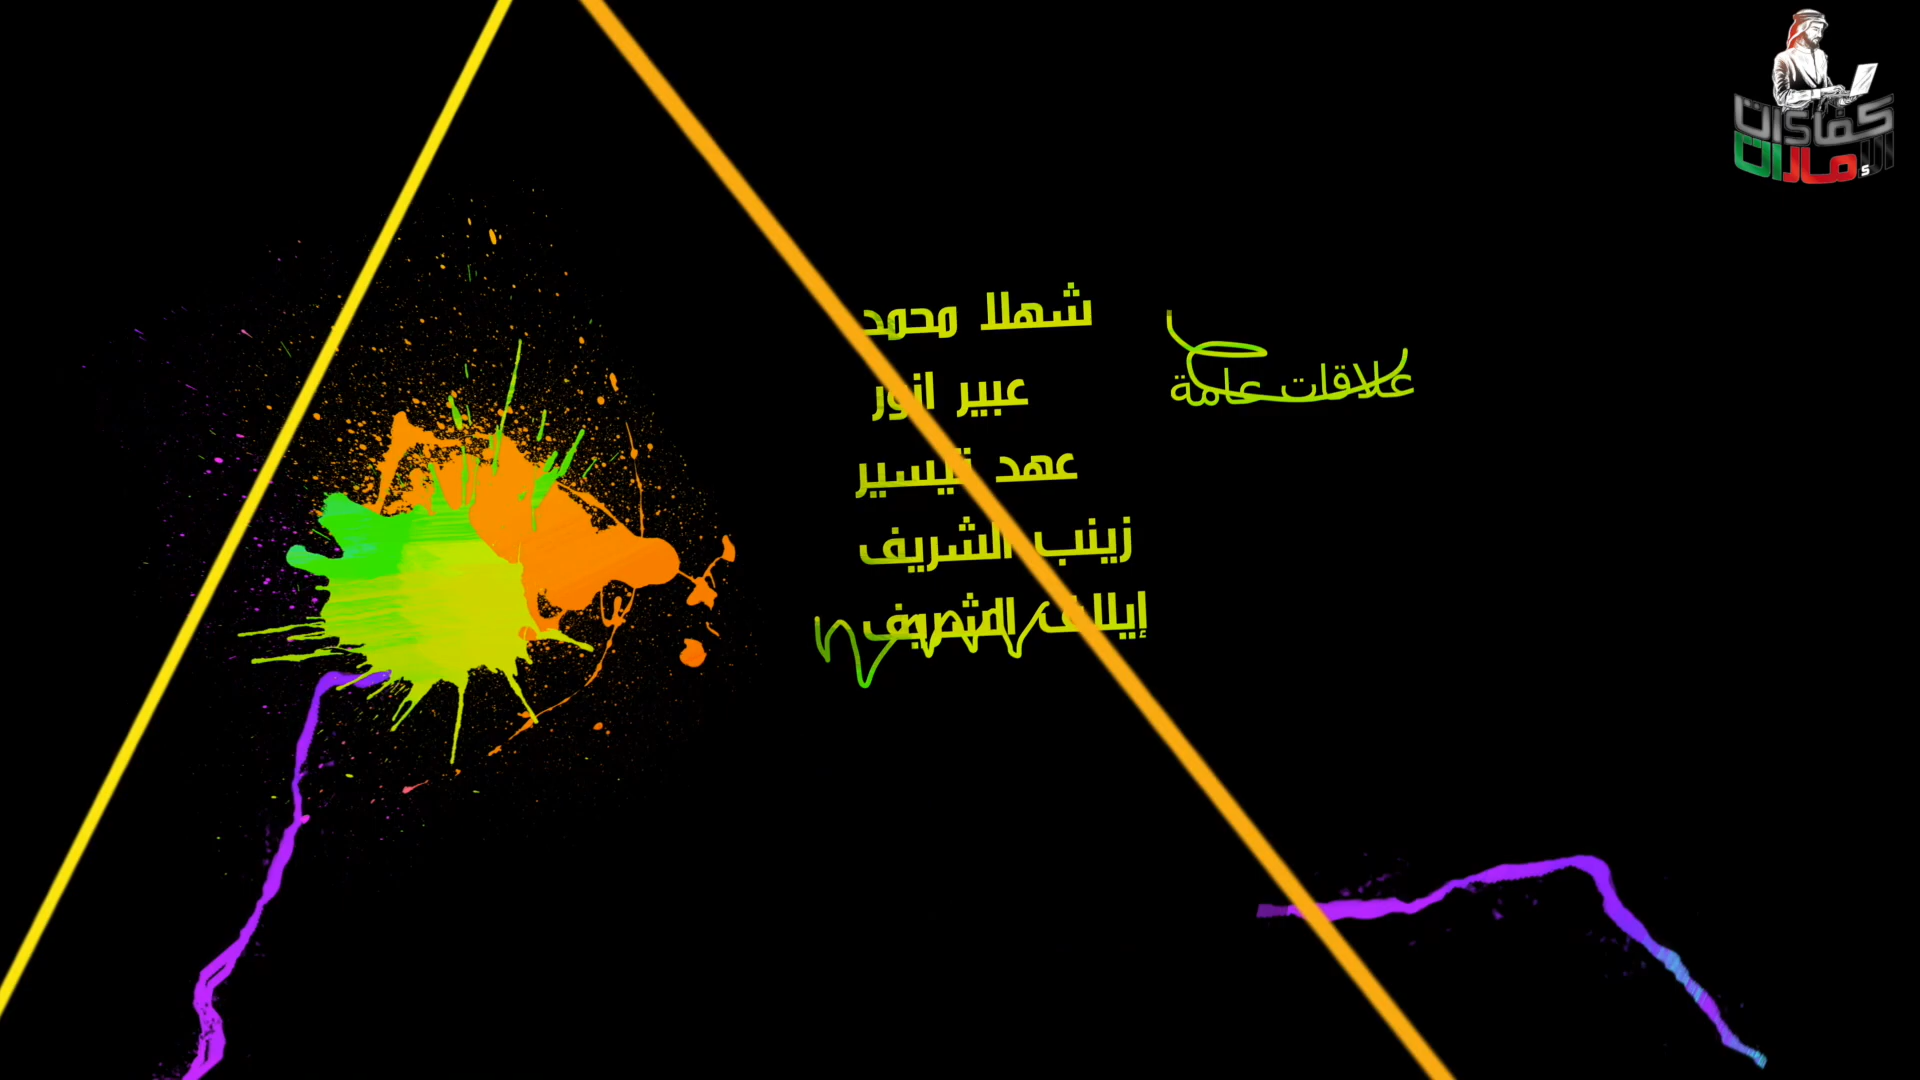 كفاءات
الإمارات
علاقات عامة
شهلا محمد
عبير انور
عهد تيسير
زينب الشريف
إيلاف الشريف